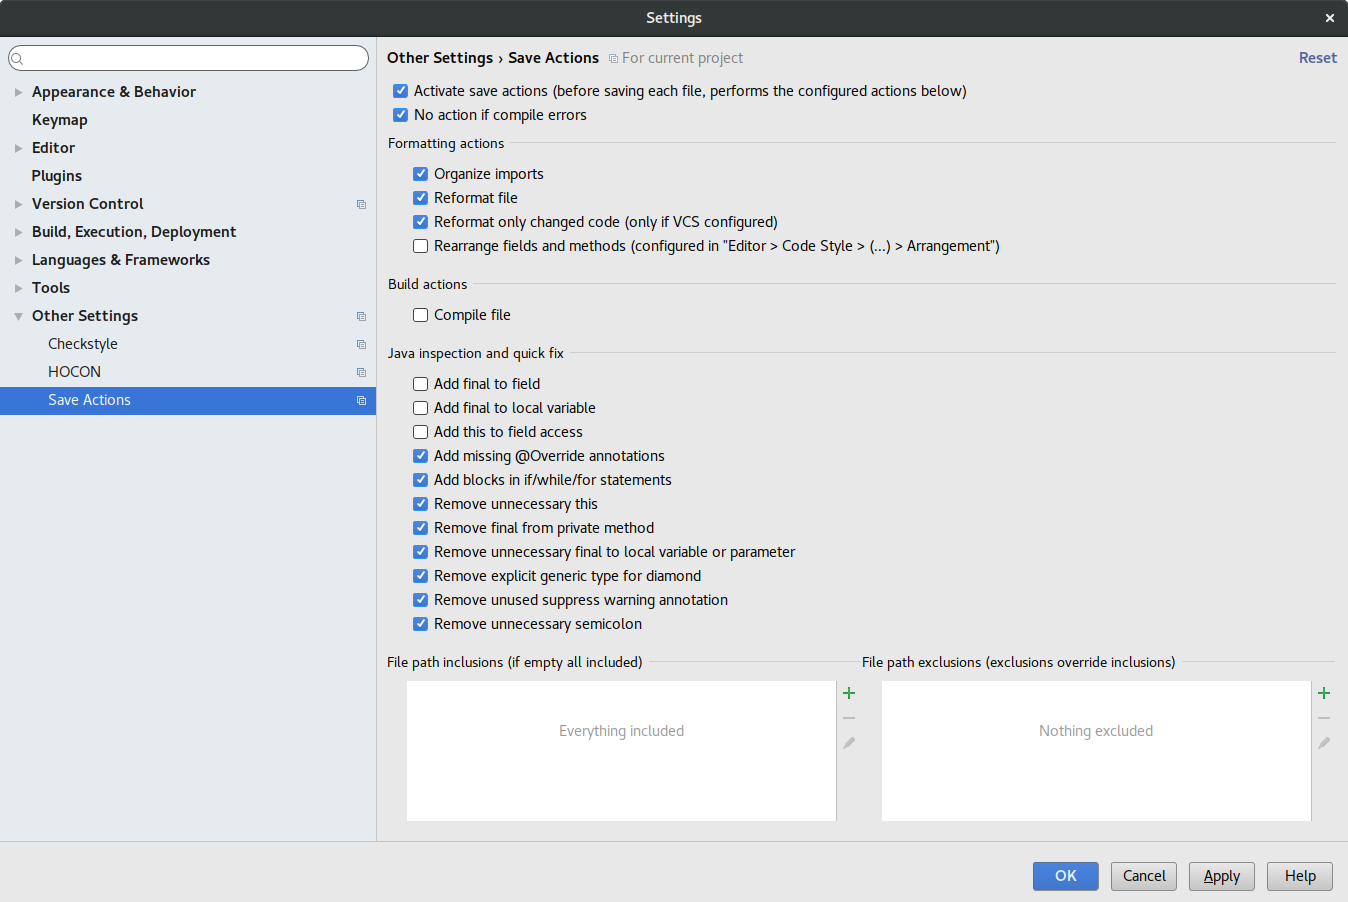 Settings
Other Settings › Save Actions For current project Reset
Appearance & Behavior
Keymap
Editor
Plugins
Version Control
Build, Execution, Deployment
Languages & Frameworks
Tools
Other Settings
Checkstyle
HOCON
Save Actions
Activate save actions (before saving each file, performs the configured actions below)
No action if compile errors
Formatting actions
Organize imports
Reformat file
Reformat only changed code (only if VCS configured)
Rearrange fields and methods (configured in "Editor > Code Style > (...) > Arrangement")
Build actions
Compile file
Java inspection and quick fix
Add final to field
Add final to local variable
Add this to field access
Add missing @Override annotations
Add blocks in if/while/for statements
Remove unnecessary this
Remove final from private method
Remove unnecessary final to local variable or parameter
Remove explicit generic type for diamond
Remove unused suppress warning annotation
Remove unnecessary semicolon
File path inclusions (if empty all included)
Everything included
File path exclusions (exclusions override inclusions)
Nothing excluded
OK Cancel Apply Help